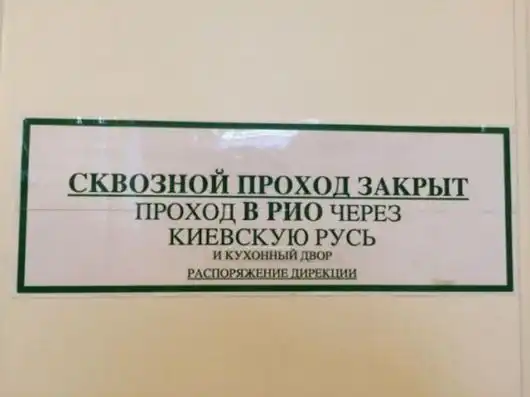 СКВОЗНОЙ ПРОХОД ЗАКРЫТ
ПРОХОД В РИО ЧЕРЕЗ
КИЕВСКУЮ РУСЬ
И КУХОННЫЙ ДВОР
РАСПОРЯЖЕНИЕ ДИРЕКЦИИ